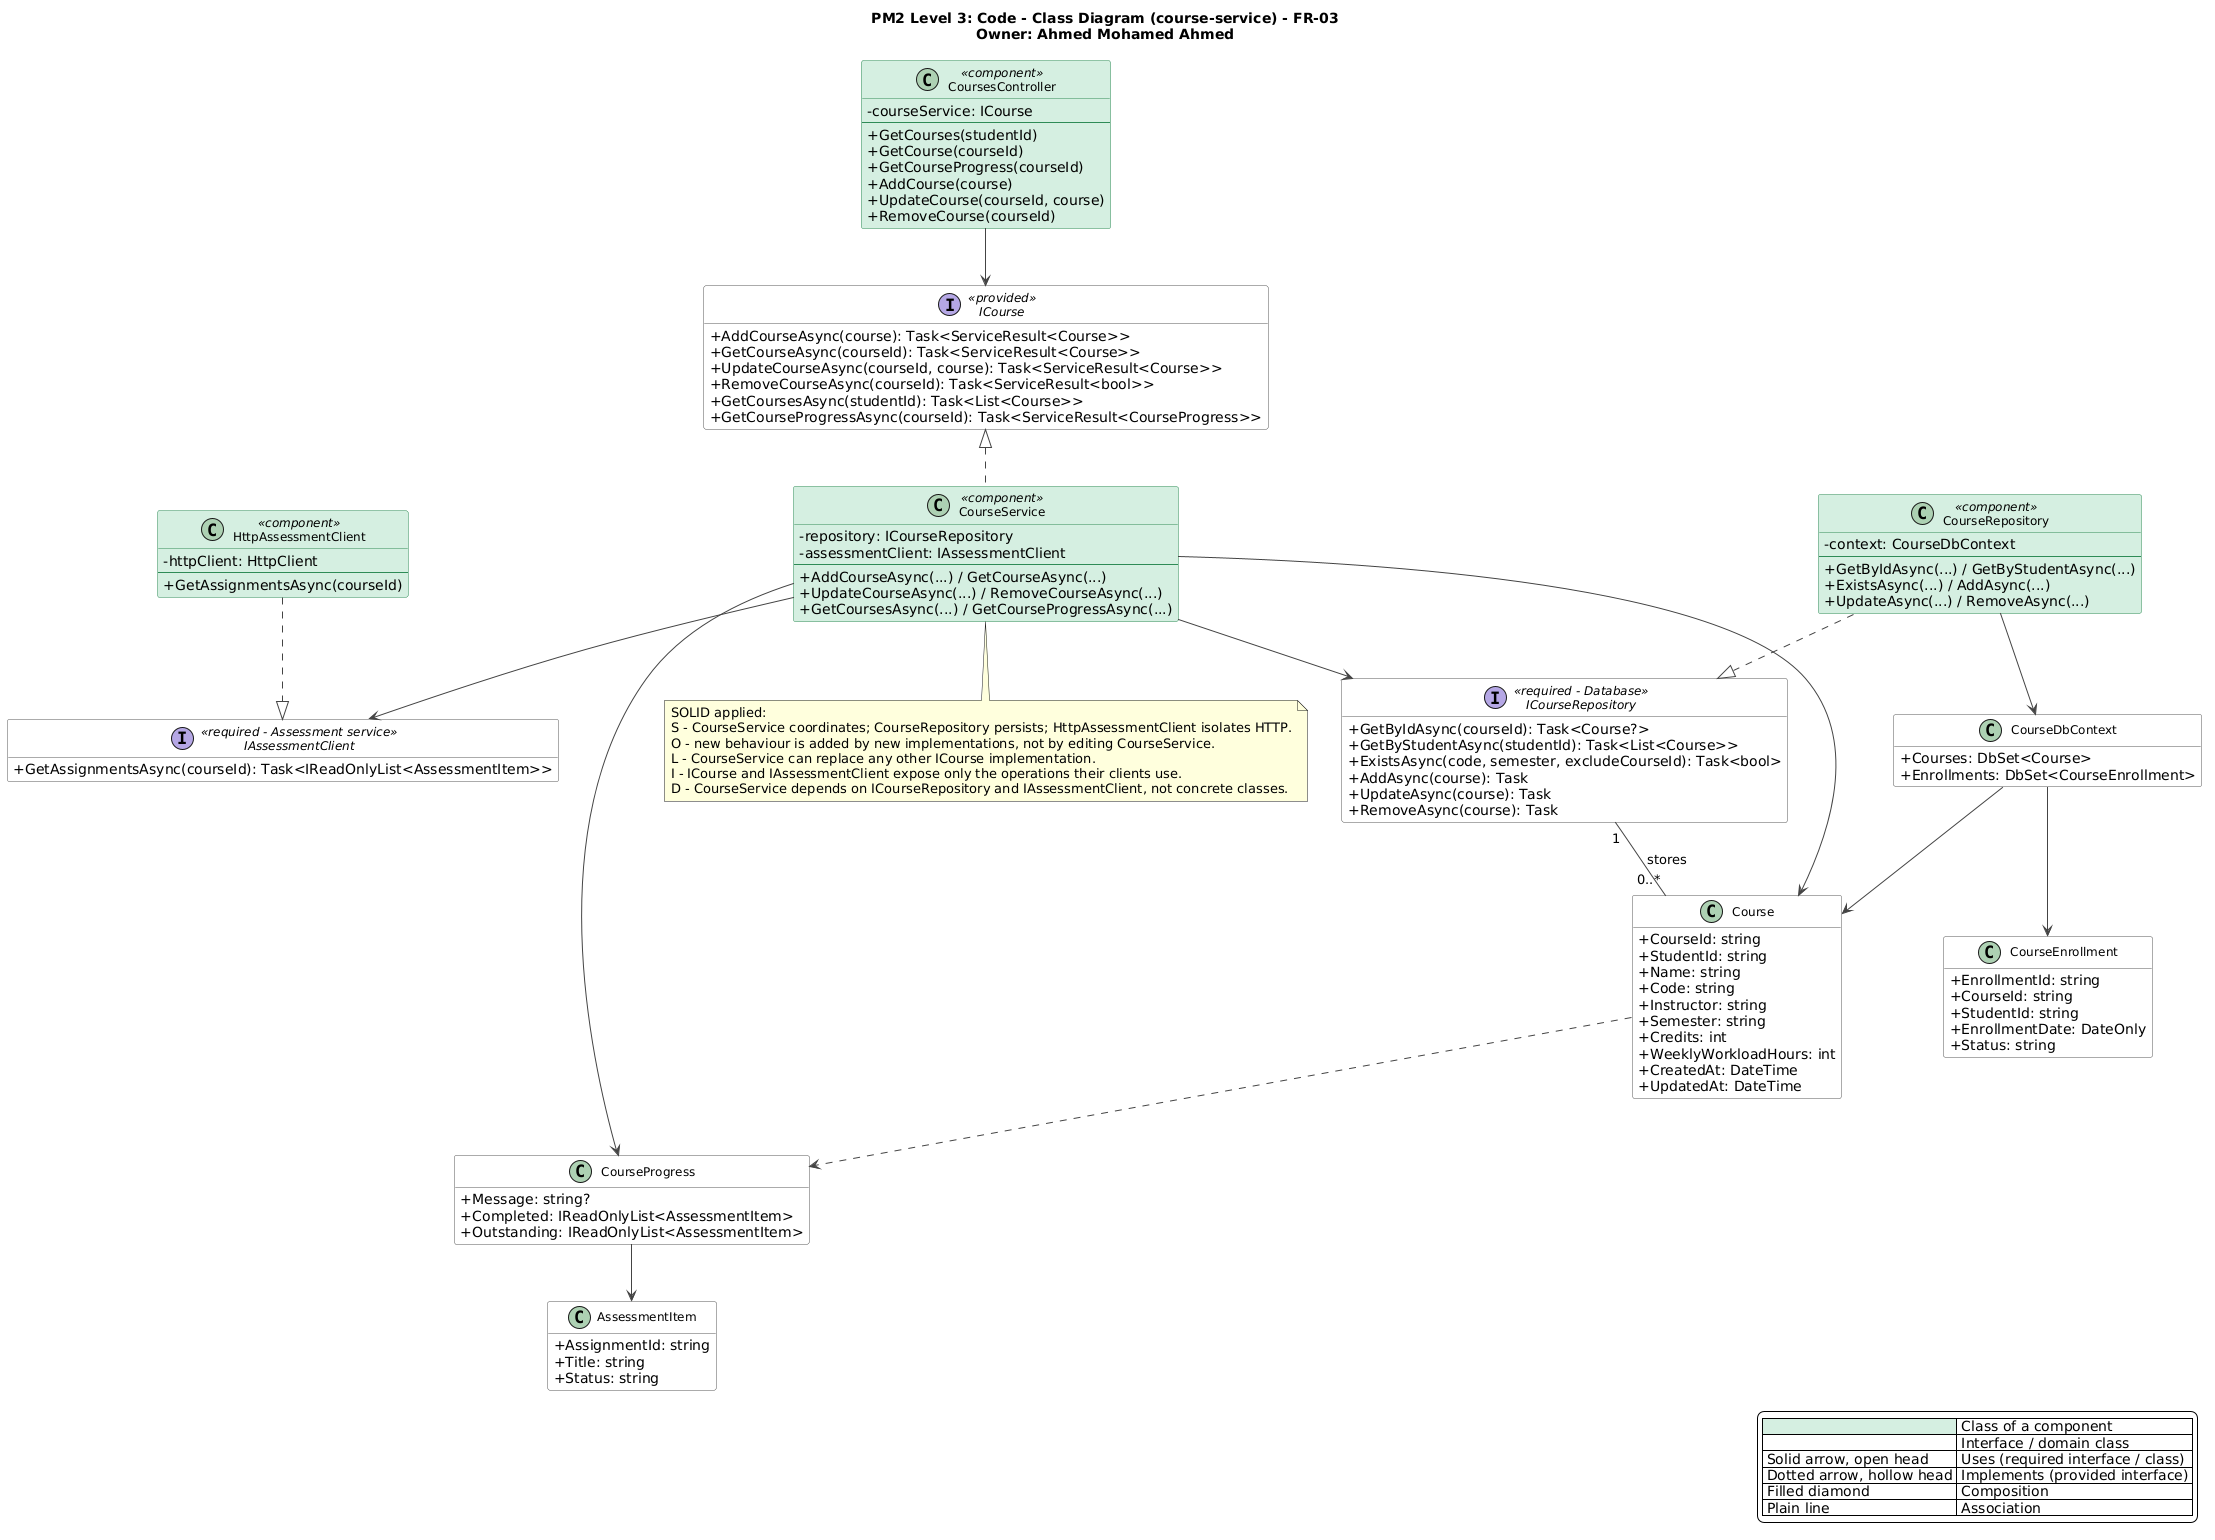 PM2 Level 3: Code - Class Diagram (course-service) - FR-03
Owner: Ahmed Mohamed Ahmed
C
«component»
CoursesController
-courseService: ICourse
+GetCourses(studentId)
+GetCourse(courseId)
+GetCourseProgress(courseId)
+AddCourse(course)
+UpdateCourse(courseId, course)
+RemoveCourse(courseId)
I
«provided»
ICourse
+AddCourseAsync(course): Task<ServiceResult<Course>>
+GetCourseAsync(courseId): Task<ServiceResult<Course>>
+UpdateCourseAsync(courseId, course): Task<ServiceResult<Course>>
+RemoveCourseAsync(courseId): Task<ServiceResult<bool>>
+GetCoursesAsync(studentId): Task<List<Course>>
+GetCourseProgressAsync(courseId): Task<ServiceResult<CourseProgress>>
C
«component»
HttpAssessmentClient
-httpClient: HttpClient
+GetAssignmentsAsync(courseId)
C
«component»
CourseService
-repository: ICourseRepository
-assessmentClient: IAssessmentClient
+AddCourseAsync(...) / GetCourseAsync(...)
+UpdateCourseAsync(...) / RemoveCourseAsync(...)
+GetCoursesAsync(...) / GetCourseProgressAsync(...)
C
«component»
CourseRepository
-context: CourseDbContext
+GetByIdAsync(...) / GetByStudentAsync(...)
+ExistsAsync(...) / AddAsync(...)
+UpdateAsync(...) / RemoveAsync(...)
I
«required - Assessment service»
IAssessmentClient
+GetAssignmentsAsync(courseId): Task<IReadOnlyList<AssessmentItem>>
SOLID applied:
S - CourseService coordinates; CourseRepository persists; HttpAssessmentClient isolates HTTP.
O - new behaviour is added by new implementations, not by editing CourseService.
L - CourseService can replace any other ICourse implementation.
I - ICourse and IAssessmentClient expose only the operations their clients use.
D - CourseService depends on ICourseRepository and IAssessmentClient, not concrete classes.
I
«required - Database»
ICourseRepository
+GetByIdAsync(courseId): Task<Course?>
+GetByStudentAsync(studentId): Task<List<Course>>
+ExistsAsync(code, semester, excludeCourseId): Task<bool>
+AddAsync(course): Task
+UpdateAsync(course): Task
+RemoveAsync(course): Task
C
CourseDbContext
+Courses: DbSet<Course>
+Enrollments: DbSet<CourseEnrollment>
1
stores
0..*
C
Course
+CourseId: string
+StudentId: string
+Name: string
+Code: string
+Instructor: string
+Semester: string
+Credits: int
+WeeklyWorkloadHours: int
+CreatedAt: DateTime
+UpdatedAt: DateTime
C
CourseEnrollment
+EnrollmentId: string
+CourseId: string
+StudentId: string
+EnrollmentDate: DateOnly
+Status: string
C
CourseProgress
+Message: string?
+Completed: IReadOnlyList<AssessmentItem>
+Outstanding: IReadOnlyList<AssessmentItem>
C
AssessmentItem
+AssignmentId: string
+Title: string
+Status: string
Class of a component
Interface / domain class
Solid arrow, open head Uses (required interface / class)
Dotted arrow, hollow head Implements (provided interface)
Filled diamond Composition
Plain line Association